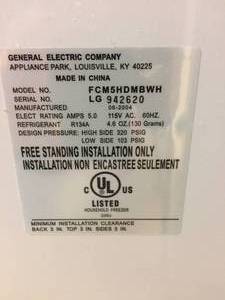 GENERAL ELECTRIC COMPANY
APPLIANCE PARK, LOUISVILLE, KY 40225
MADE IN CHINA
MODEL NO. FCM5HDMBWH
SERIAL NO. LG 942620
MANUFACTURED 06-2004
ELECT RATING AMPS 5.0 115V AC. 60HZ.
REFRIGERANT R134A 4.6 OZ.(130 Grams)
DESIGN PRESSURE: HIGH SIDE 320 PSIG
LOW SIDE 103 PSIG
FREE STANDING INSTALLATION ONLY
INSTALLATION NON ENCASTREE SEULEMENT
C UL US
®
LISTED
HOUSEHOLD FREEZER
MINIMUM INSTALLATION CLEARANCE
BACK 3 IN. TOP 3 IN. SIDES 3 IN.